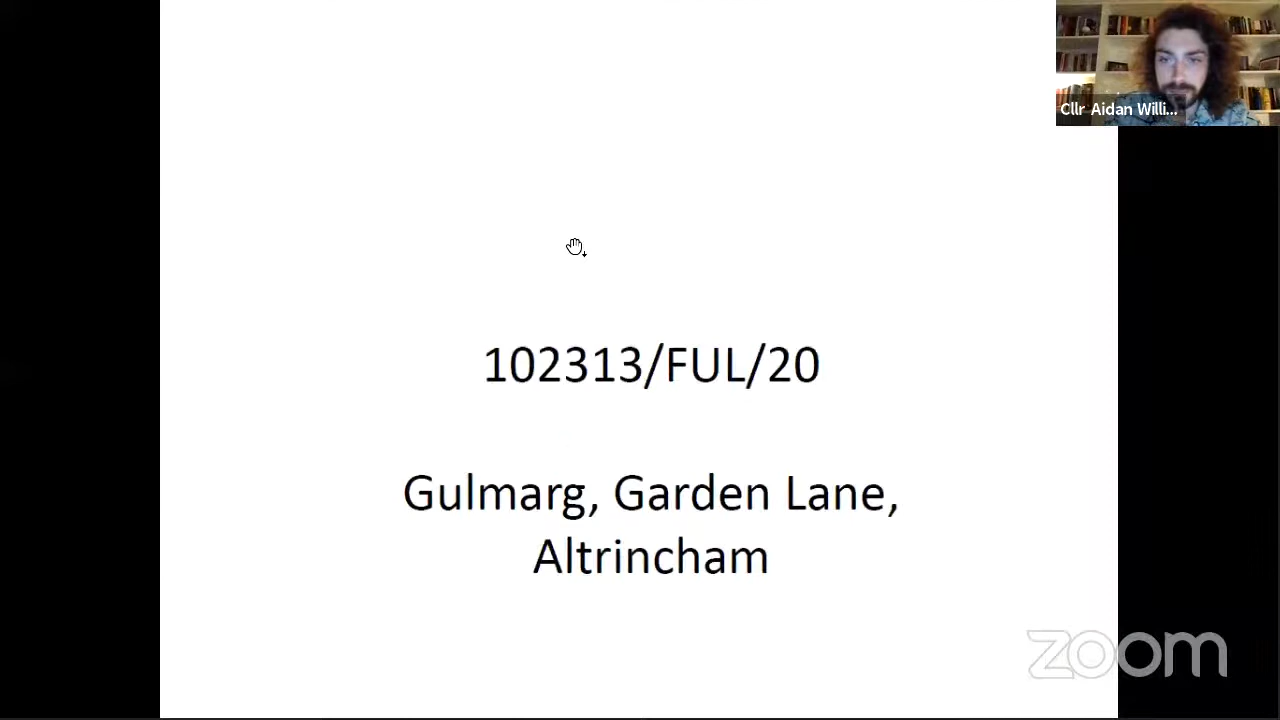 Cllr Aidan Willi...
102313/FUL/20
Gulmarg, Garden Lane,
Altrincham
zoom